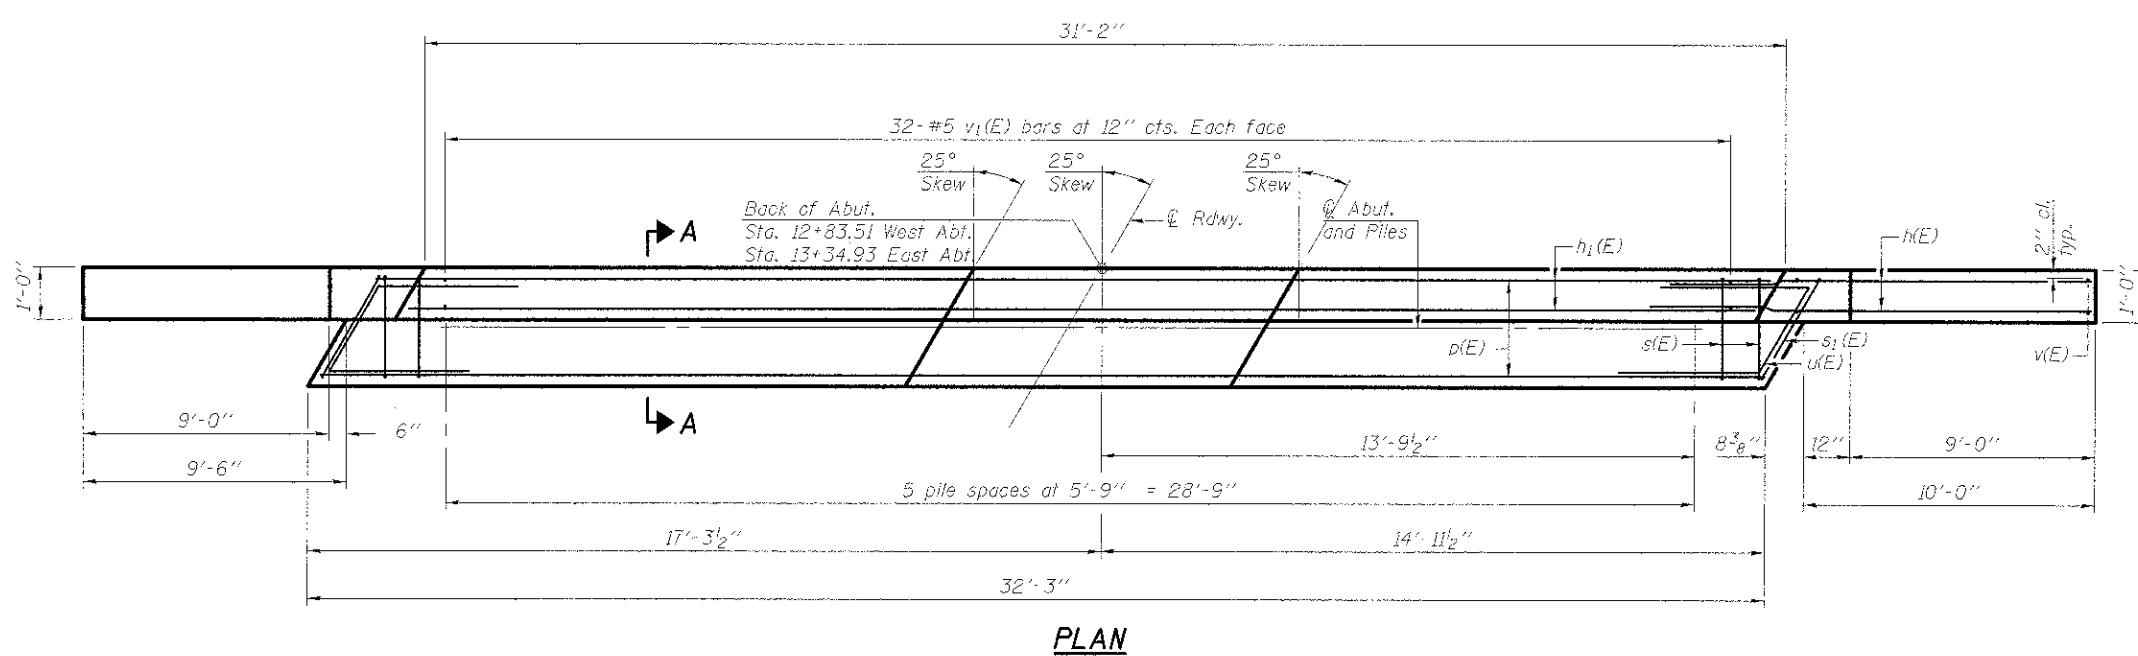 31'-2"
32-#5 v₁(E) bars at 12" cts. Each face
25°
Skew
25°
Skew
25°
Skew
Back of Abut.
Sta. 12+83.51 West Abt.
Sta. 13+34.93 East Abt.
℄ Rdwy.
℄ Abut.
and Piles
A
h₁(E)
h(E)
2" cl.
typ.
1'-0"
1'-0"
p(E)
s(E)
s₁(E)
u(E)
v(E)
A
9'-0"
6"
9'-6"
13'-9½"
8⅜"
12"
9'-0"
5 pile spaces at 5'-9" = 28'-9"
10'-0"
17'-3½"
14'-11½"
32'-3"
PLAN